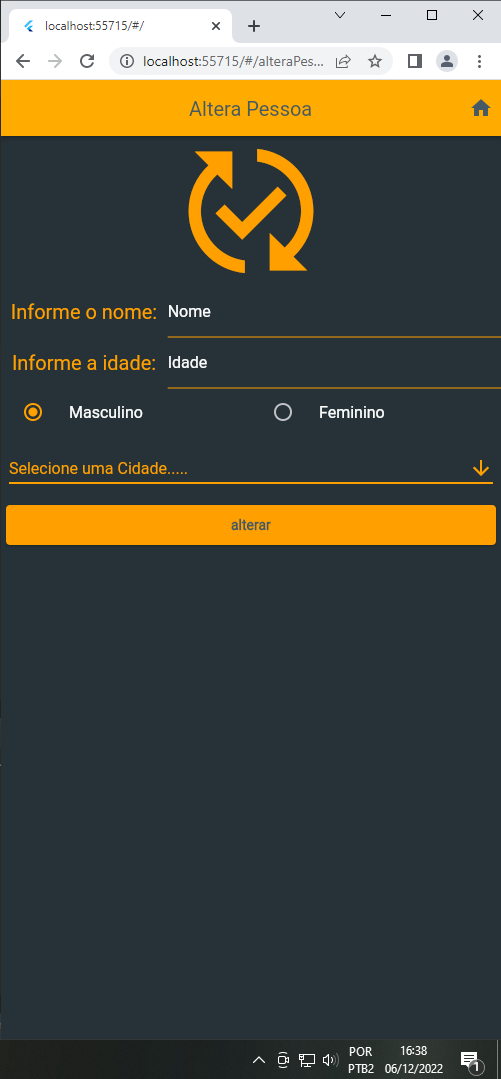 localhost:55715/#/
localhost:55715/#/alteraPes...
Altera Pessoa
Informe o nome: Nome
Informe a idade: Idade
Masculino Feminino
Selecione uma Cidade.....
alterar
POR 16:38
PTB2 06/12/2022
1